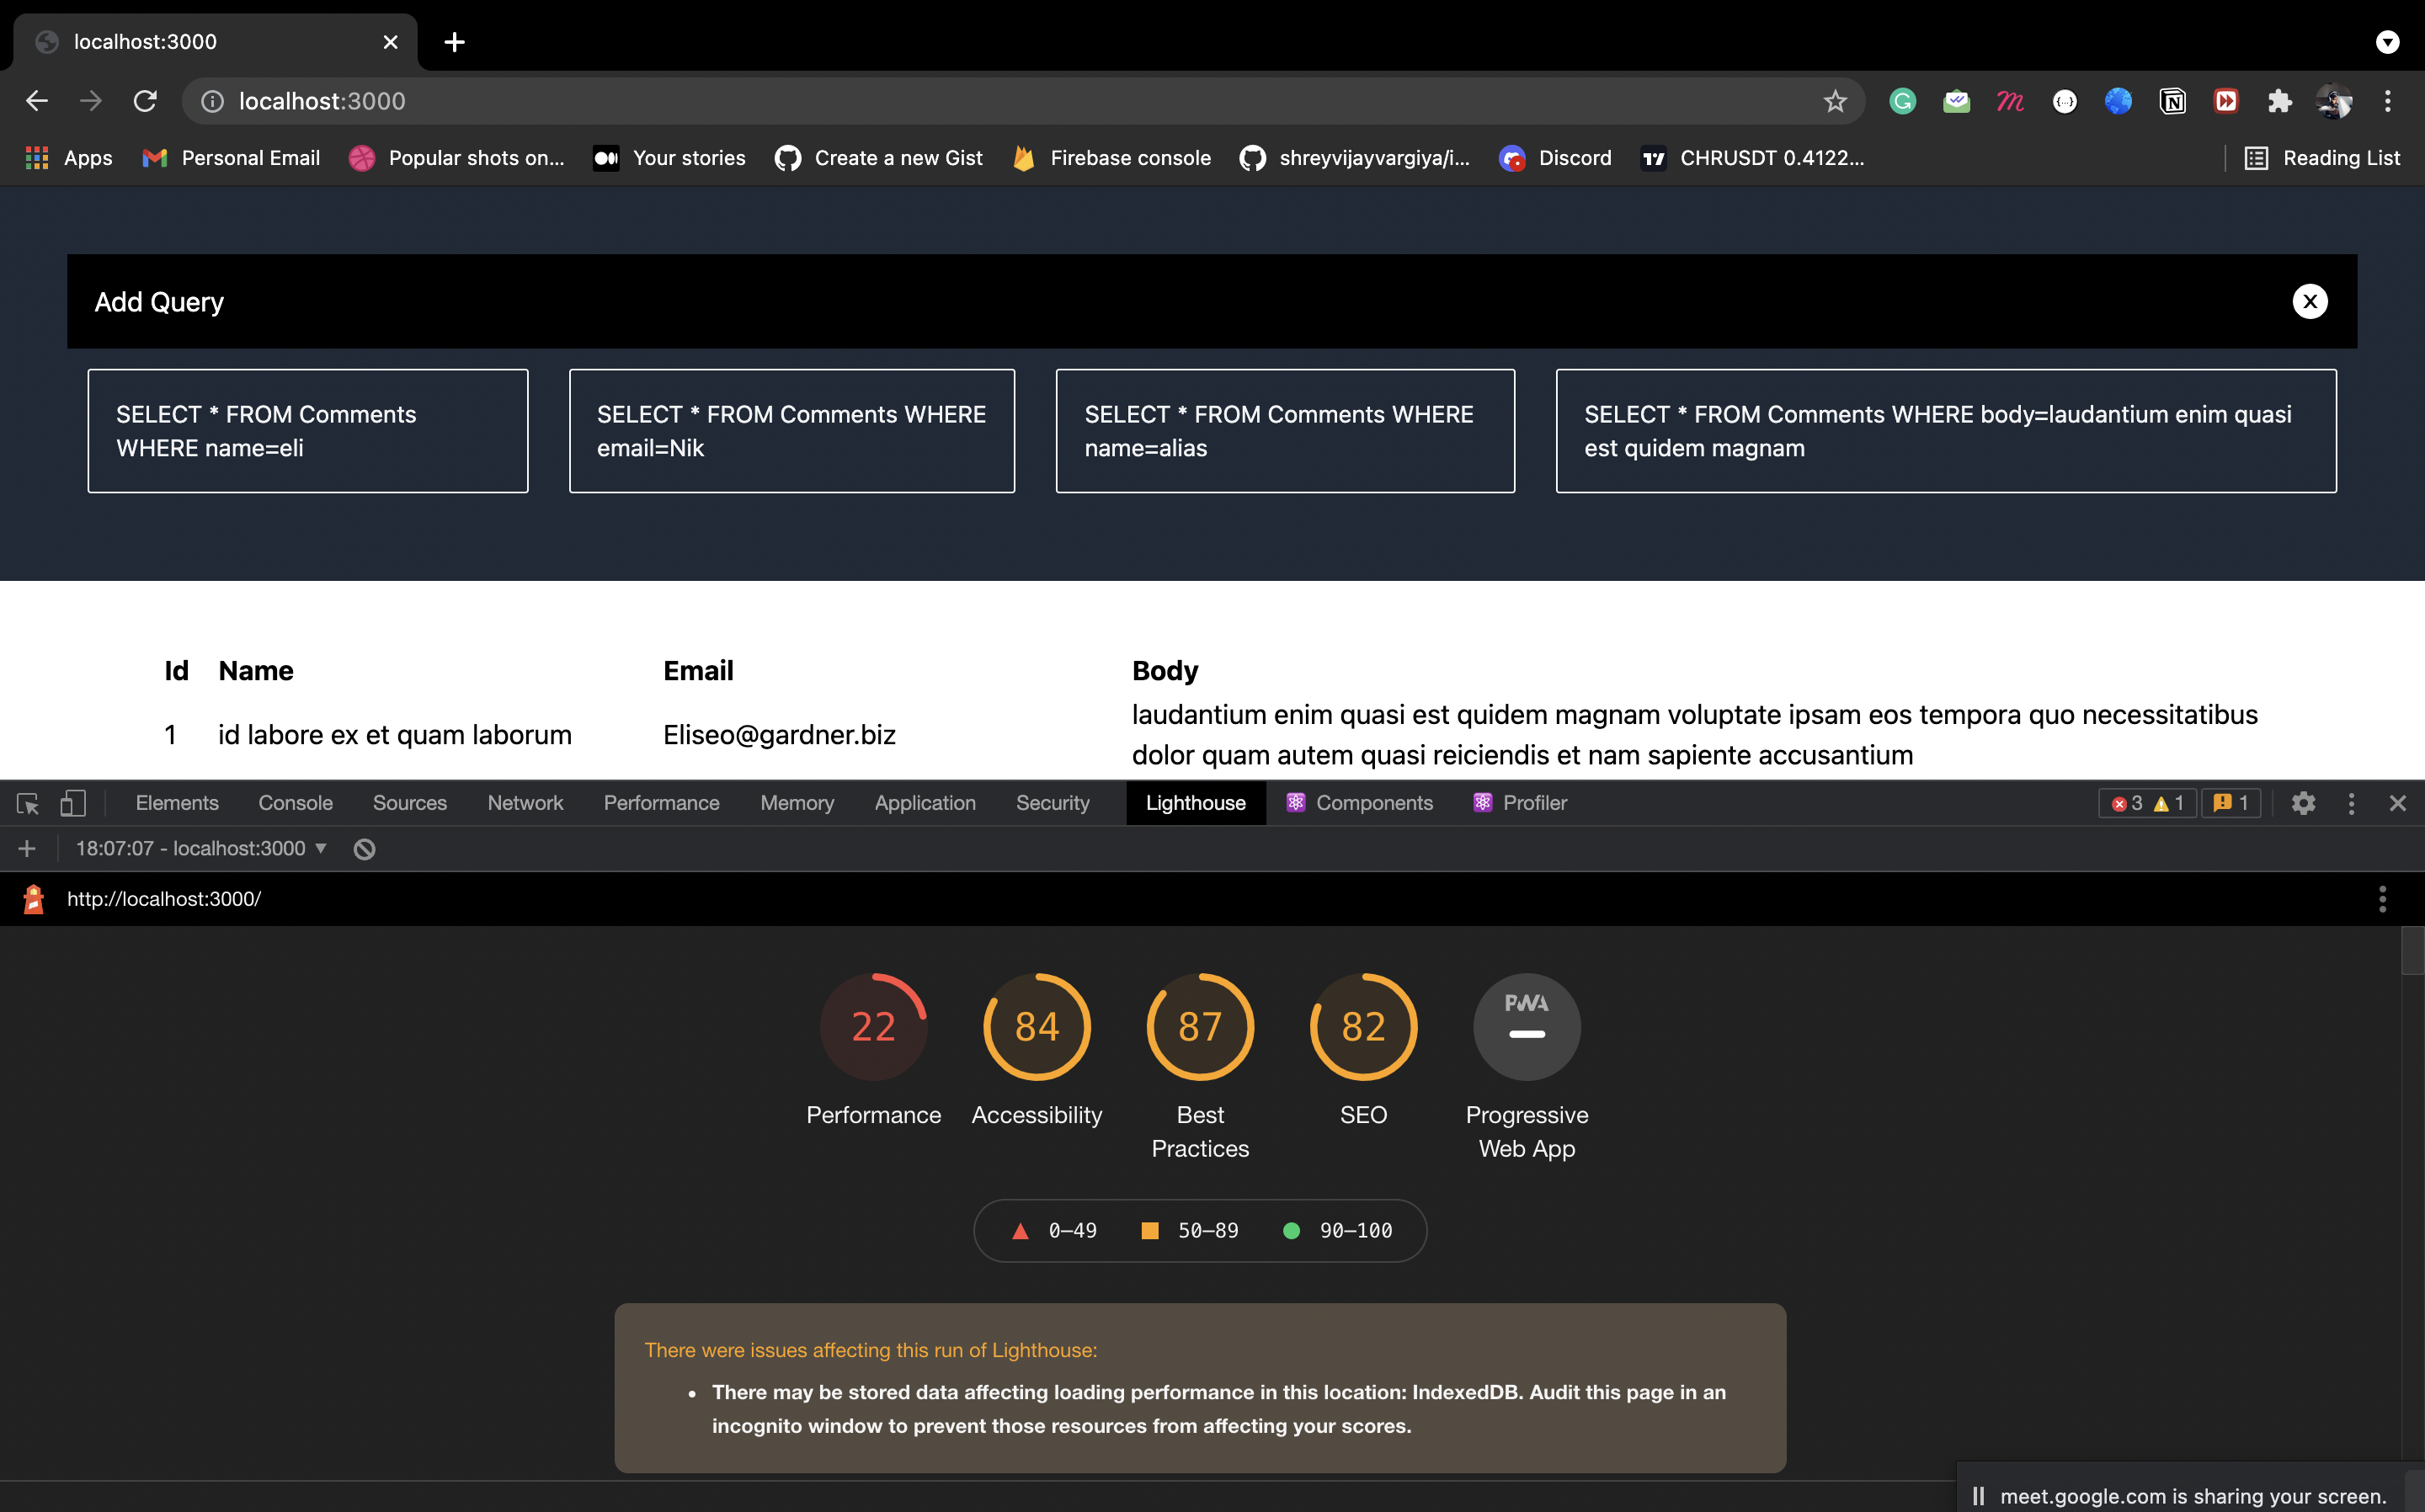 localhost:3000
localhost:3000
Apps Personal Email Popular shots on... Your stories Create a new Gist Firebase console shreyvijayvargiya/i... Discord CHRUSDT 0.4122... Reading List
Add Query
X
SELECT * FROM Comments
WHERE name=eli
SELECT * FROM Comments WHERE
email=Nik
SELECT * FROM Comments WHERE
name=alias
SELECT * FROM Comments WHERE body=laudantium enim quasi
est quidem magnam
Id Name Email Body
1 id labore ex et quam laborum Eliseo@gardner.biz
laudantium enim quasi est quidem magnam voluptate ipsam eos tempora quo necessitatibus
dolor quam autem quasi reiciendis et nam sapiente accusantium
Elements Console Sources Network Performance Memory Application Security Lighthouse Components Profiler 3 1 1
18:07:07 - localhost:3000
http://localhost:3000/
22 84 87 82 PWA
Performance Accessibility Best
Practices SEO Progressive
Web App
0–49 50–89 90–100
There were issues affecting this run of Lighthouse:
• There may be stored data affecting loading performance in this location: IndexedDB. Audit this page in an
incognito window to prevent those resources from affecting your scores.
meet.google.com is sharing your screen.